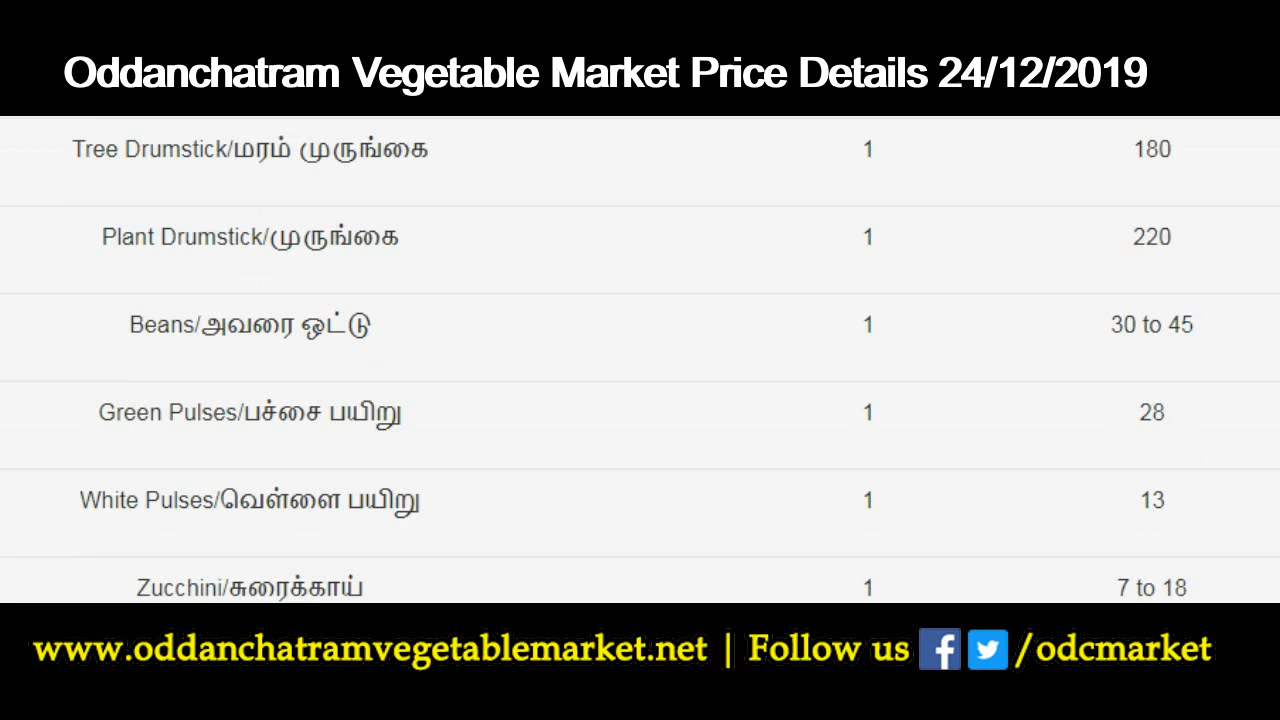 Oddanchatram Vegetable Market Price Details 24/12/2019
Tree Drumstick/மரம் முருங்கை 1 180
Plant Drumstick/முருங்கை 1 220
Beans/அவரை ஒட்டு 1 30 to 45
Green Pulses/பச்சை பயிறு 1 28
White Pulses/வெள்ளை பயிறு 1 13
Zucchini/சுரைக்காய் 1 7 to 18
www.oddanchatramvegetablemarket.net | Follow us f /odcmarket